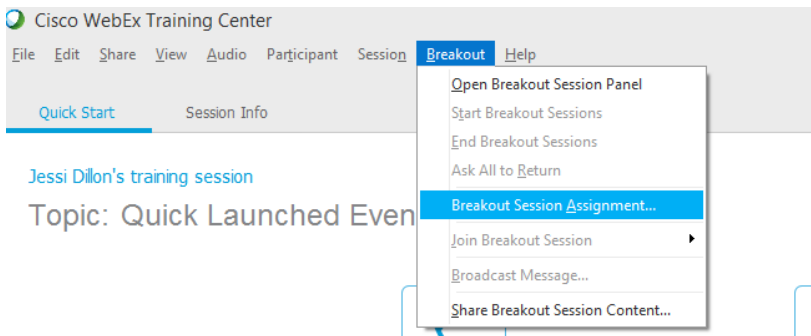 Cisco WebEx Training Center
File Edit Share View Audio Participant Session Breakout Help
Open Breakout Session Panel
Quick Start Session Info
Start Breakout Sessions
End Breakout Sessions
Ask All to Return
Jessi Dillon's training session
Breakout Session Assignment...
Topic: Quick Launched Even
Join Breakout Session
Broadcast Message...
Share Breakout Session Content...